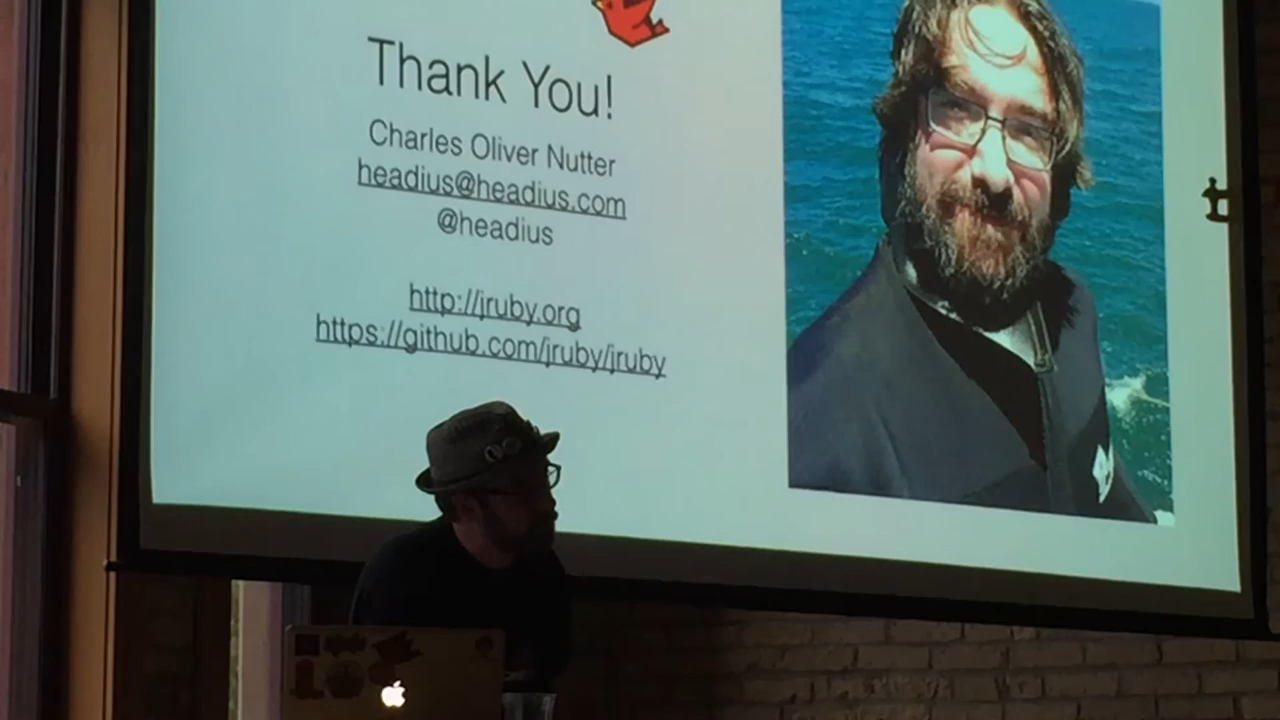 Thank You!
Charles Oliver Nutter
headius@headius.com
@headius
http://jruby.org
https://github.com/jruby/jruby